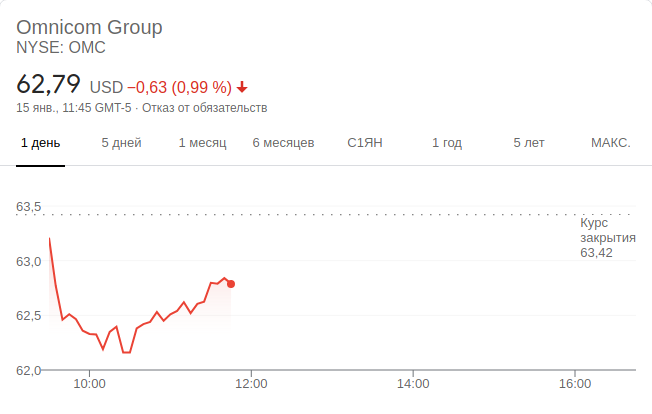 Omnicom Group
NYSE: OMC
62,79 USD −0,63 (0,99 %)
15 янв., 11:45 GMT-5 · Отказ от обязательств
1 день 5 дней 1 месяц 6 месяцев С1ЯН 1 год 5 лет МАКС.
63,5
Курс
закрытия
63,42
63,0
62,5
62,0
10:00 12:00 14:00 16:00